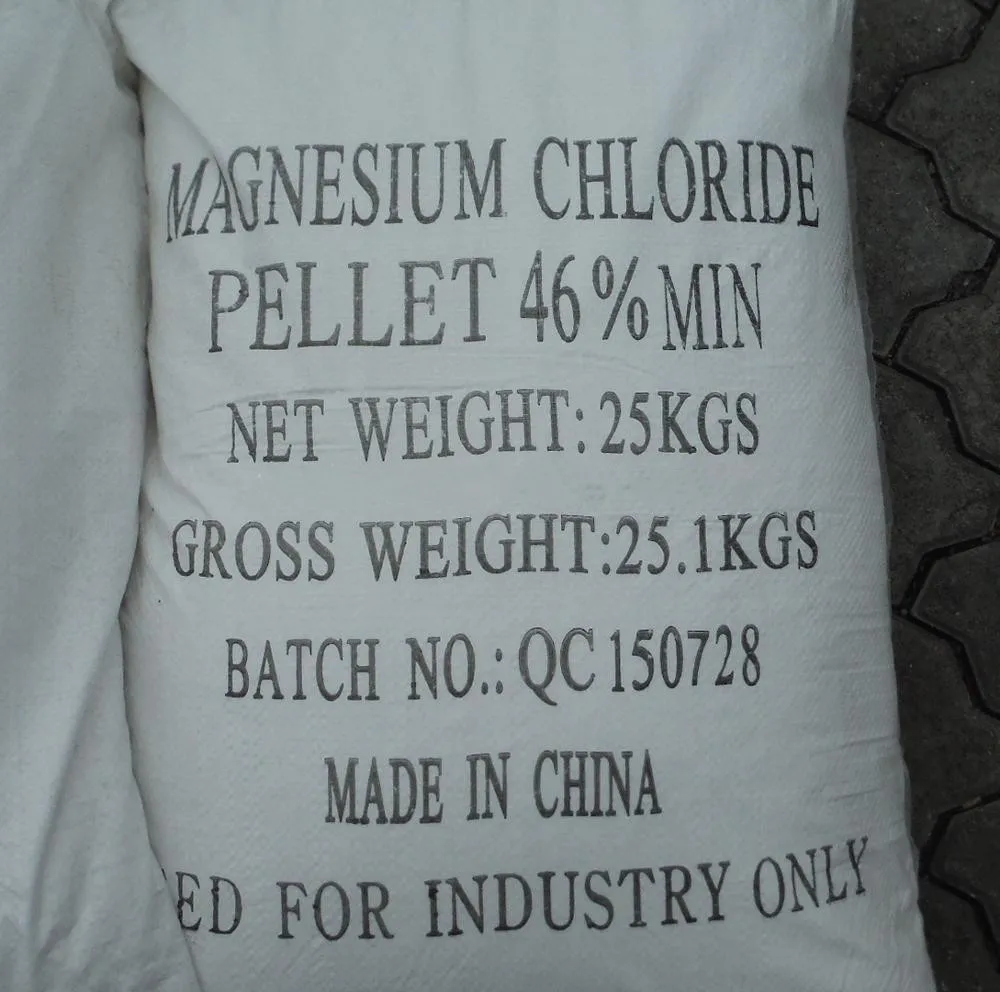 MAGNESIUM CHLORIDE
PELLET 46%MIN
NET WEIGHT: 25KGS
GROSS WEIGHT:25.1KGS
BATCH NO.: QC150728
MADE IN CHINA
FOR INDUSTRY ONLY